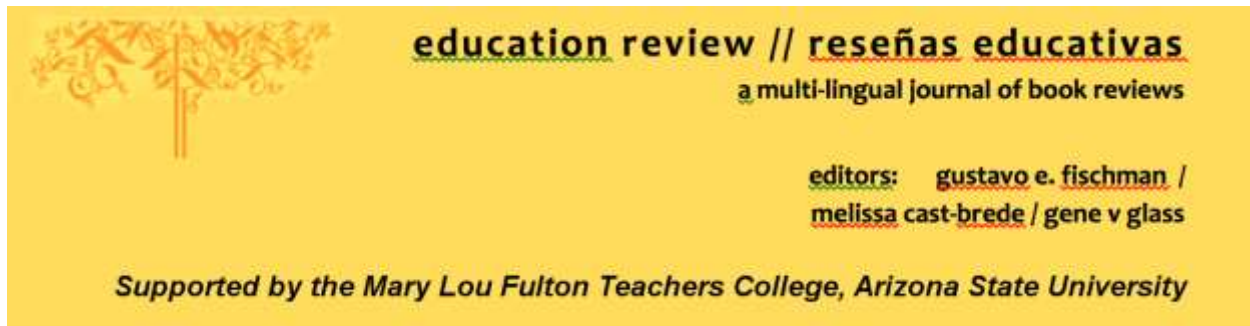 education review // reseñas educativas
a multi-lingual journal of book reviews
editors: gustavo e. fischman /
melissa cast-brede / gene v glass
Supported by the Mary Lou Fulton Teachers College, Arizona State University